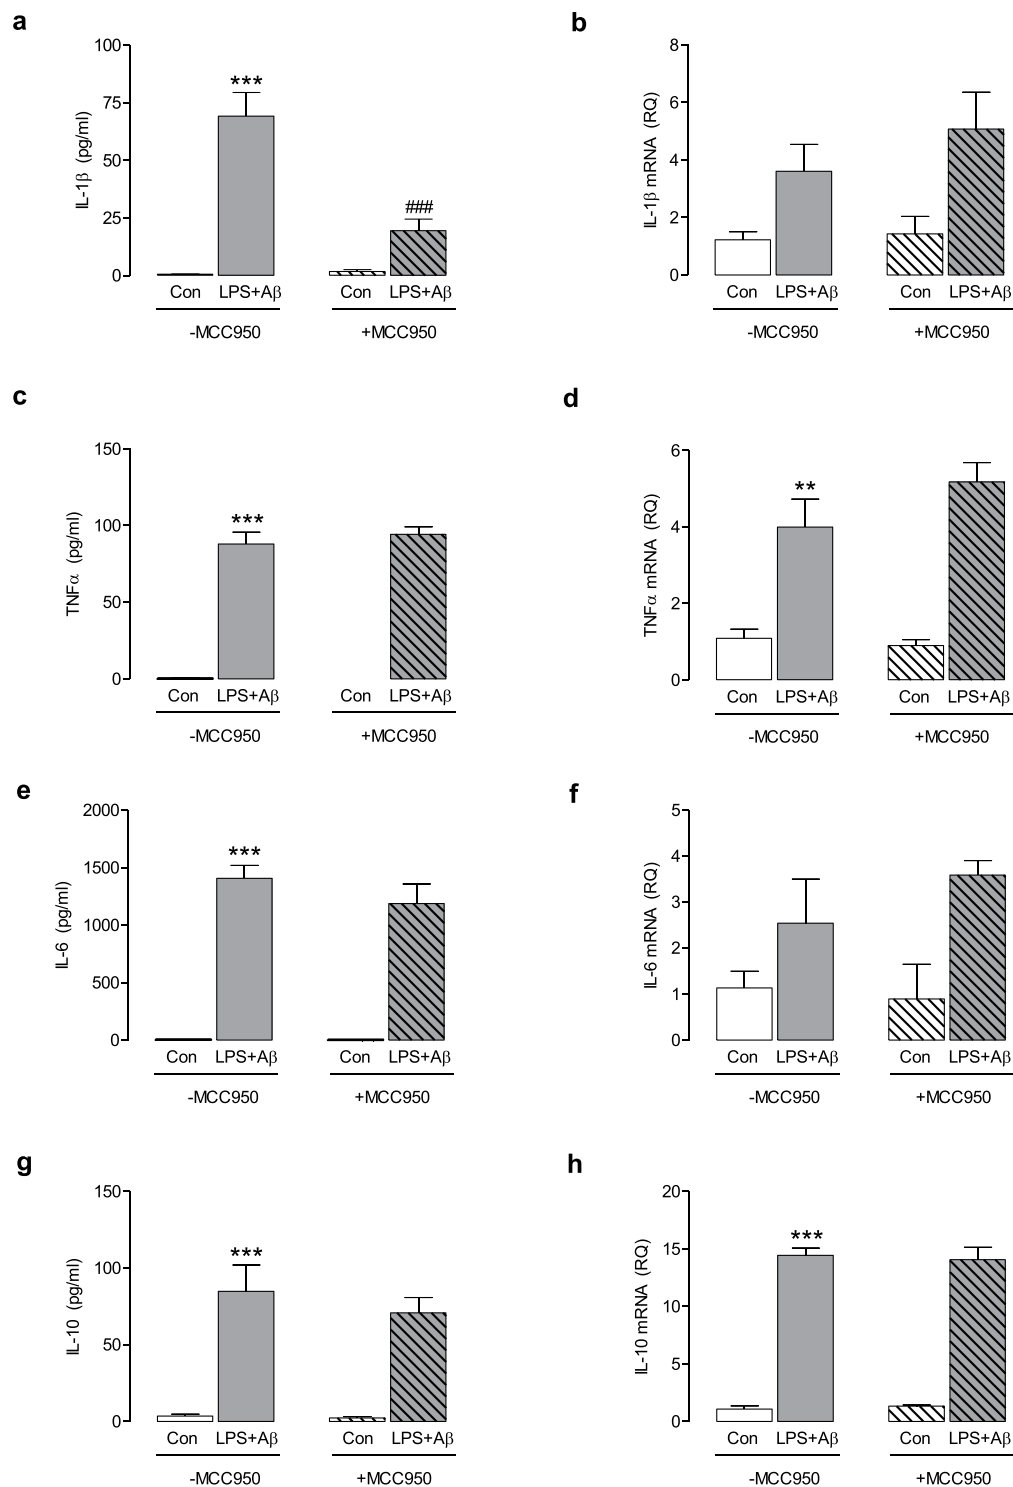 a
IL-1β (pg/ml)
100
75
50
25
0
***
###
Con LPS+Aβ Con LPS+Aβ
-MCC950 +MCC950
b
IL-1β mRNA (RQ)
8
6
4
2
0
Con LPS+Aβ Con LPS+Aβ
-MCC950 +MCC950
c
TNFα (pg/ml)
150
100
50
0
***
Con LPS+Aβ Con LPS+Aβ
-MCC950 +MCC950
d
TNFα mRNA (RQ)
6
4
2
0
**
Con LPS+Aβ Con LPS+Aβ
-MCC950 +MCC950
e
IL-6 (pg/ml)
2000
1500
1000
500
0
***
Con LPS+Aβ Con LPS+Aβ
-MCC950 +MCC950
f
IL-6 mRNA (RQ)
5
4
3
2
1
0
Con LPS+Aβ Con LPS+Aβ
-MCC950 +MCC950
g
IL-10 (pg/ml)
150
100
50
0
***
Con LPS+Aβ Con LPS+Aβ
-MCC950 +MCC950
h
IL-10 mRNA (RQ)
20
15
10
5
0
***
Con LPS+Aβ Con LPS+Aβ
-MCC950 +MCC950